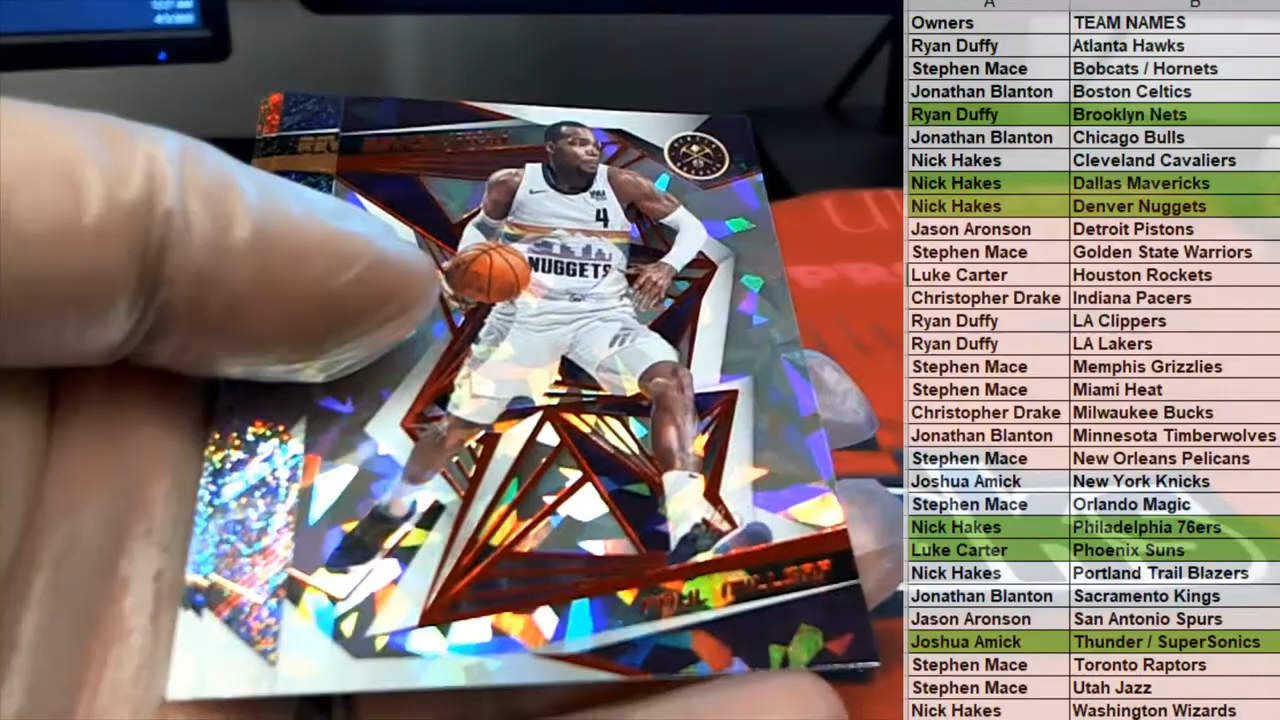 A B
Owners TEAM NAMES
Ryan Duffy Atlanta Hawks
Stephen Mace Bobcats / Hornets
Jonathan Blanton Boston Celtics
Ryan Duffy Brooklyn Nets
Jonathan Blanton Chicago Bulls
Nick Hakes Cleveland Cavaliers
Nick Hakes Dallas Mavericks
Nick Hakes Denver Nuggets
Jason Aronson Detroit Pistons
Stephen Mace Golden State Warriors
Luke Carter Houston Rockets
Christopher Drake Indiana Pacers
Ryan Duffy LA Clippers
Ryan Duffy LA Lakers
Stephen Mace Memphis Grizzlies
Stephen Mace Miami Heat
Christopher Drake Milwaukee Bucks
Jonathan Blanton Minnesota Timberwolves
Stephen Mace New Orleans Pelicans
Joshua Amick New York Knicks
Stephen Mace Orlando Magic
Nick Hakes Philadelphia 76ers
Luke Carter Phoenix Suns
Nick Hakes Portland Trail Blazers
Jonathan Blanton Sacramento Kings
Jason Aronson San Antonio Spurs
Joshua Amick Thunder / SuperSonics
Stephen Mace Toronto Raptors
Stephen Mace Utah Jazz
Nick Hakes Washington Wizards
4
NUGGETS
PAUL MILLSAP